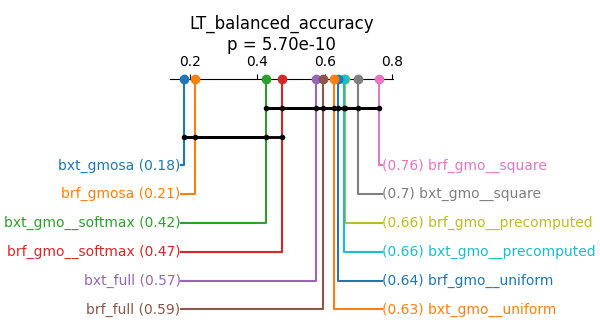 LT_balanced_accuracy
p = 5.70e-10
0.2 0.4 0.6 0.8
bxt_gmosa (0.18) (0.76) brf_gmo__square
brf_gmosa (0.21) (0.7) bxt_gmo__square
bxt_gmo__softmax (0.42) (0.66) brf_gmo__precomputed
brf_gmo__softmax (0.47) (0.66) bxt_gmo__precomputed
bxt_full (0.57) (0.64) brf_gmo__uniform
brf_full (0.59) (0.63) bxt_gmo__uniform